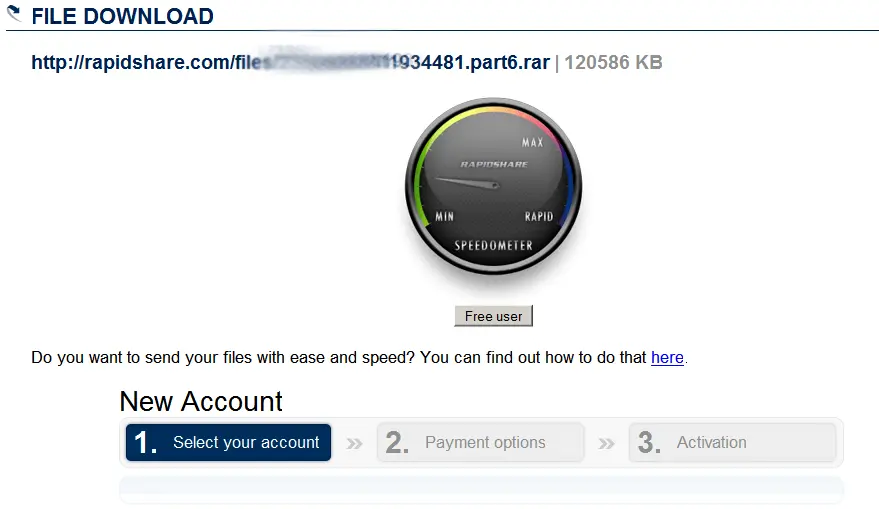 FILE DOWNLOAD
http://rapidshare.com/files 11934481.part6.rar | 120586 KB
MAX
RAPIDSHARE
MIN RAPID
SPEEDOMETER
Free user
Do you want to send your files with ease and speed? You can find out how to do that here.
New Account
1. Select your account » 2. Payment options » 3. Activation